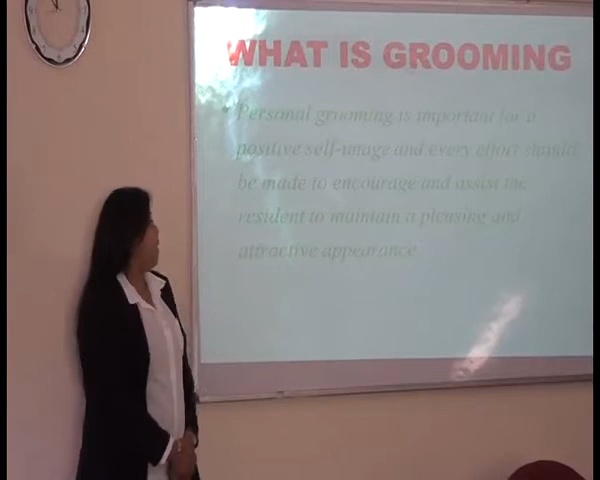 WHAT IS GROOMING
• Personal grooming is important for a
positive self-image and every effort should
be made to encourage and assist the
resident to maintain a pleasing and
attractive appearance